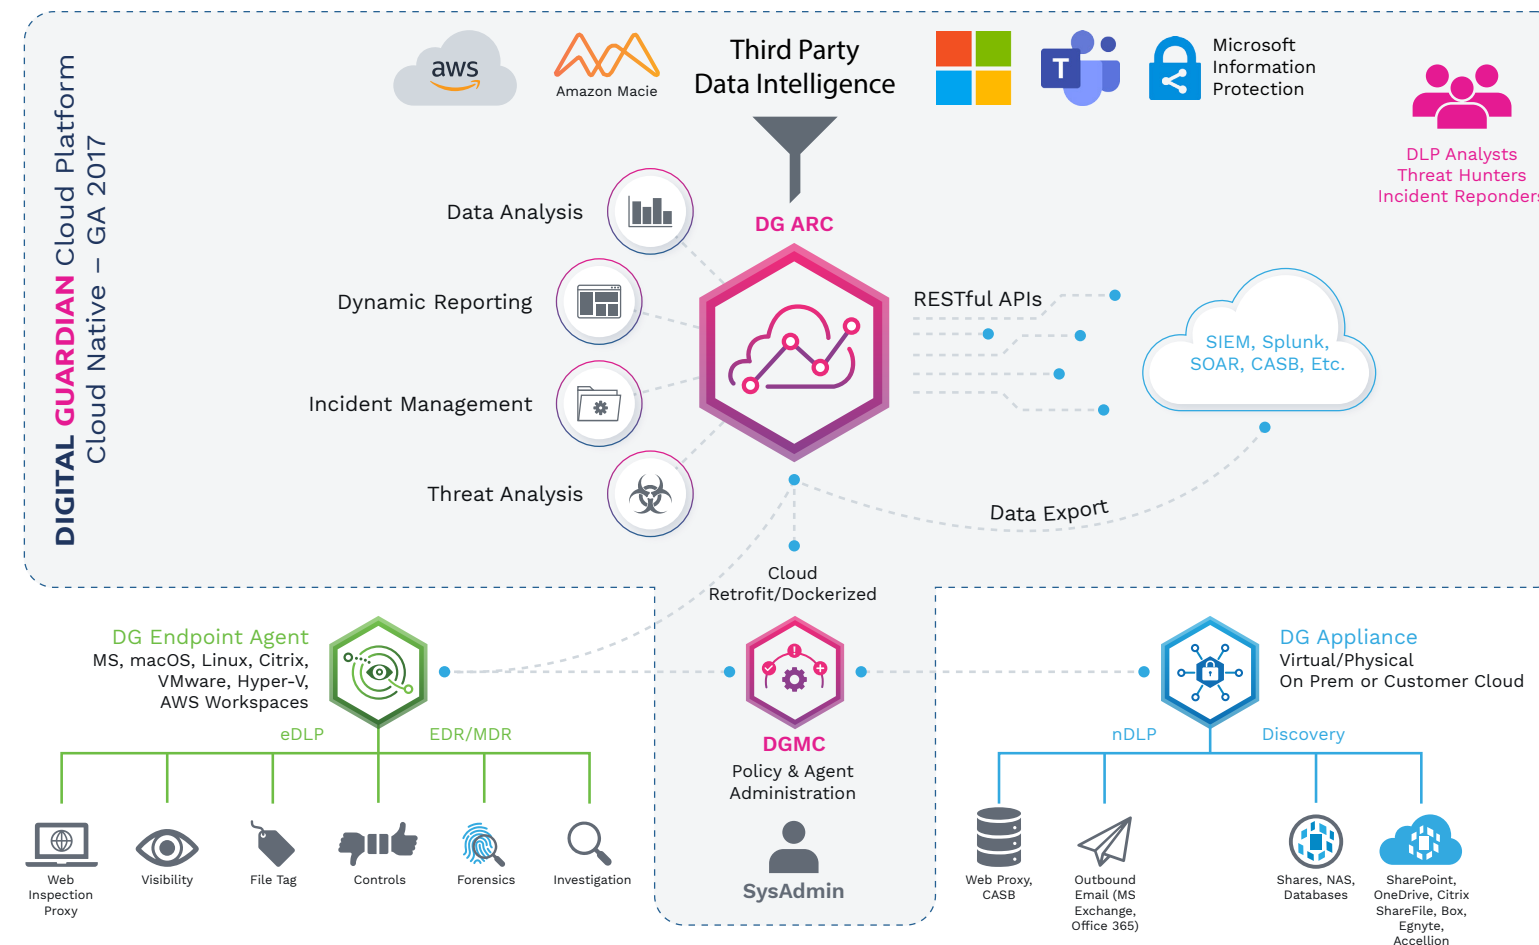 DIGITAL GUARDIAN Cloud Platform
Cloud Native – GA 2017
aws
Amazon Macie
Third Party
Data Intelligence
T
Microsoft
Information
Protection
DLP Analysts
Threat Hunters
Incident Reponders
Data Analysis
Dynamic Reporting
Incident Management
Threat Analysis
DG ARC
RESTful APIs
SIEM, Splunk,
SOAR, CASB, Etc.
Data Export
Cloud
Retrofit/Dockerized
DG Endpoint Agent
MS, macOS, Linux, Citrix,
VMware, Hyper-V,
AWS Workspaces
eDLP
EDR/MDR
Web
Inspection
Proxy
Visibility
File Tag
Controls
Forensics
Investigation
DGMC
Policy & Agent
Administration
SysAdmin
DG Appliance
Virtual/Physical
On Prem or Customer Cloud
nDLP
Discovery
Web Proxy,
CASB
Outbound
Email (MS
Exchange,
Office 365)
Shares, NAS,
Databases
SharePoint,
OneDrive, Citrix
ShareFile, Box,
Egnyte,
Accellion